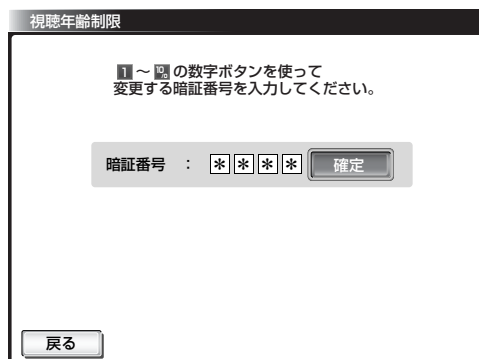 視聴年齢制限
1 ～ 10 の数字ボタンを使って
変更する暗証番号を入力してください。
暗証番号 ： ＊ ＊ ＊ ＊ 確定
戻る